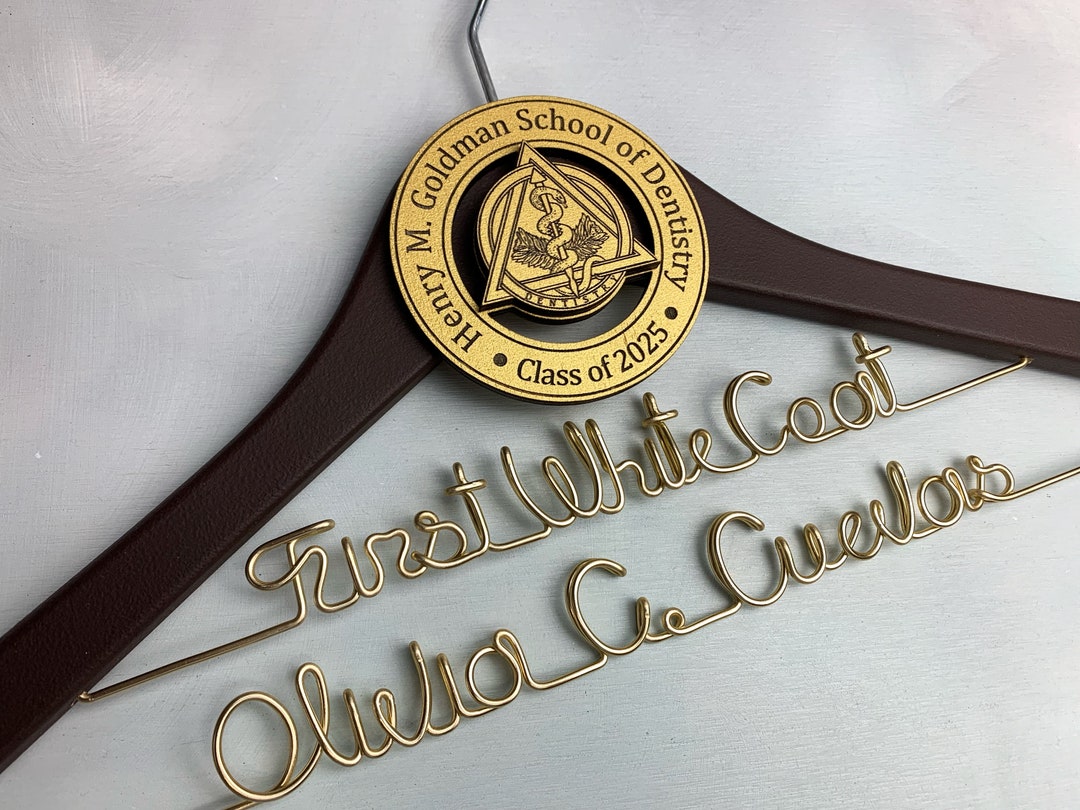 Henry M. Goldman School of Dentistry
• Class of 2025 •
DENTISTRY
First White Coat
Olivia C. Cuevas